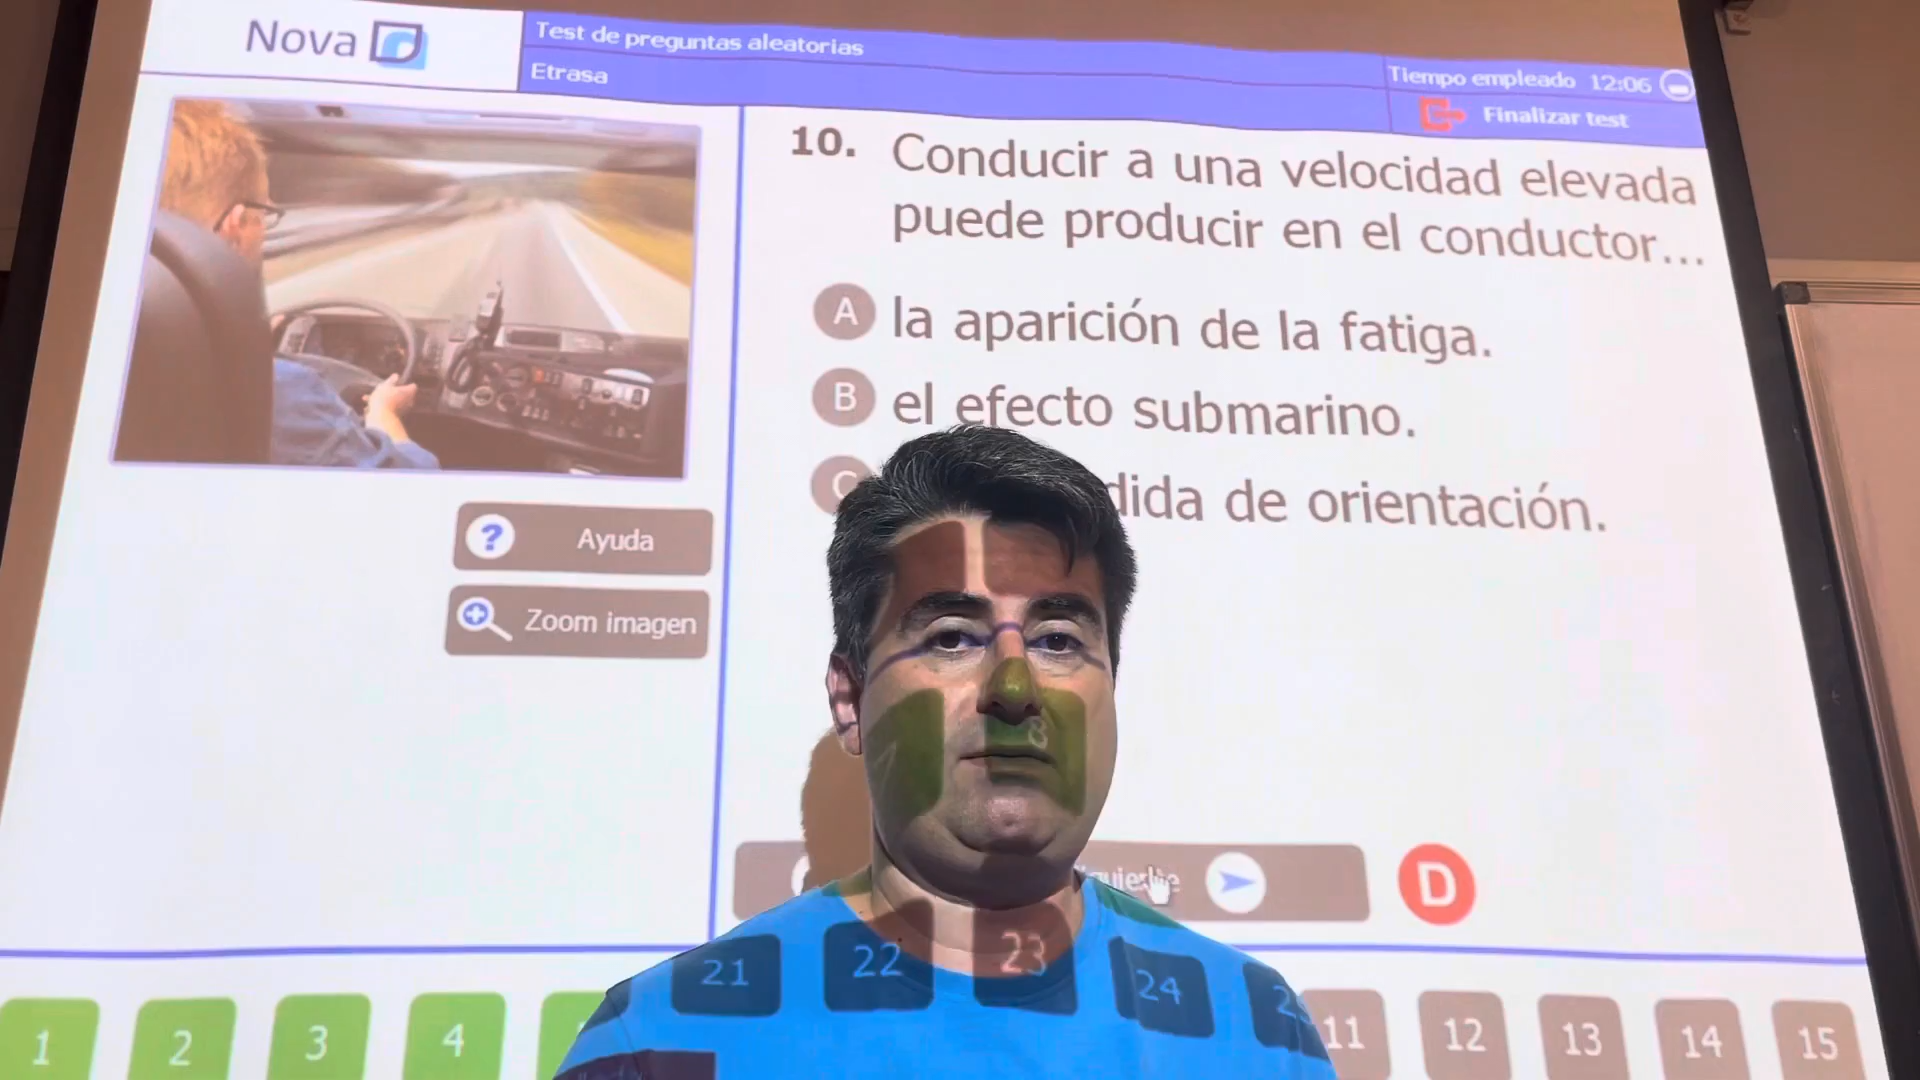 Nova
Test de preguntas aleatorias
Etrasa
Tiempo empleado 12:06
Finalizar test
10. Conducir a una velocidad elevada
puede producir en el conductor...
A la aparición de la fatiga.
B el efecto submarino.
C dida de orientación.
? Ayuda
Zoom imagen
D
8
21 22 23 24
1 2 3 4 11 12 13 14 15